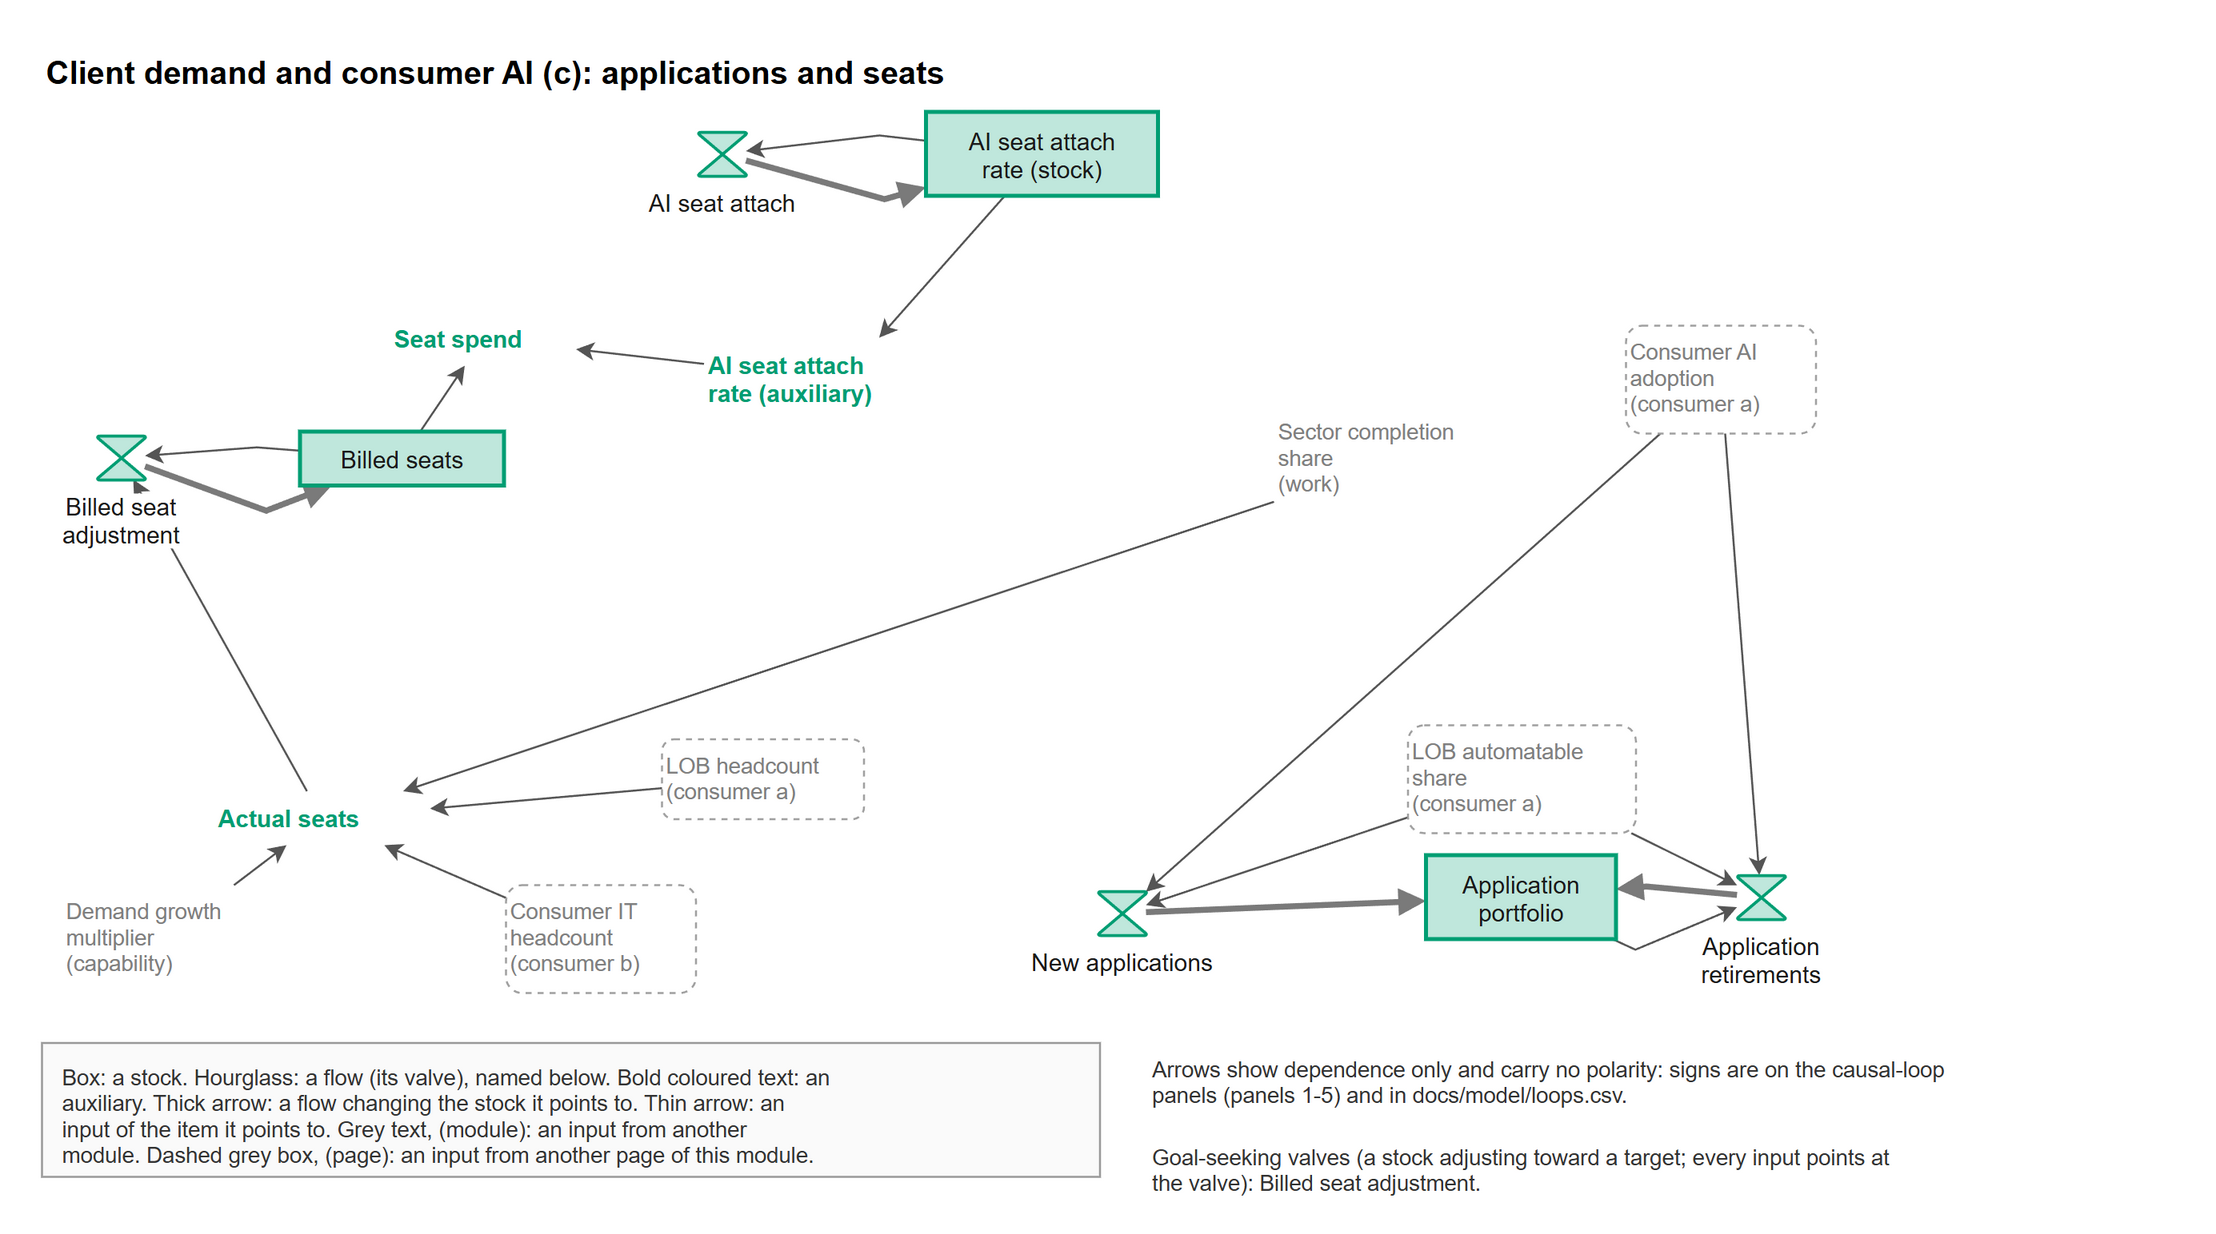 Client demand and consumer AI (c): applications and seats
AI seat attach
rate (stock)
AI seat attach
Seat spend
AI seat attach
rate (auxiliary)
Consumer AI
adoption
(consumer a)
Sector completion
share
(work)
Billed seats
Billed seat
adjustment
LOB headcount
(consumer a)
LOB automatable
share
(consumer a)
Actual seats
Application
portfolio
Demand growth
multiplier
(capability)
Consumer IT
headcount
(consumer b)
New applications
Application
retirements
Box: a stock. Hourglass: a flow (its valve), named below. Bold coloured text: an
auxiliary. Thick arrow: a flow changing the stock it points to. Thin arrow: an
input of the item it points to. Grey text, (module): an input from another
module. Dashed grey box, (page): an input from another page of this module.
Arrows show dependence only and carry no polarity: signs are on the causal-loop
panels (panels 1-5) and in docs/model/loops.csv.
Goal-seeking valves (a stock adjusting toward a target; every input points at
the valve): Billed seat adjustment.